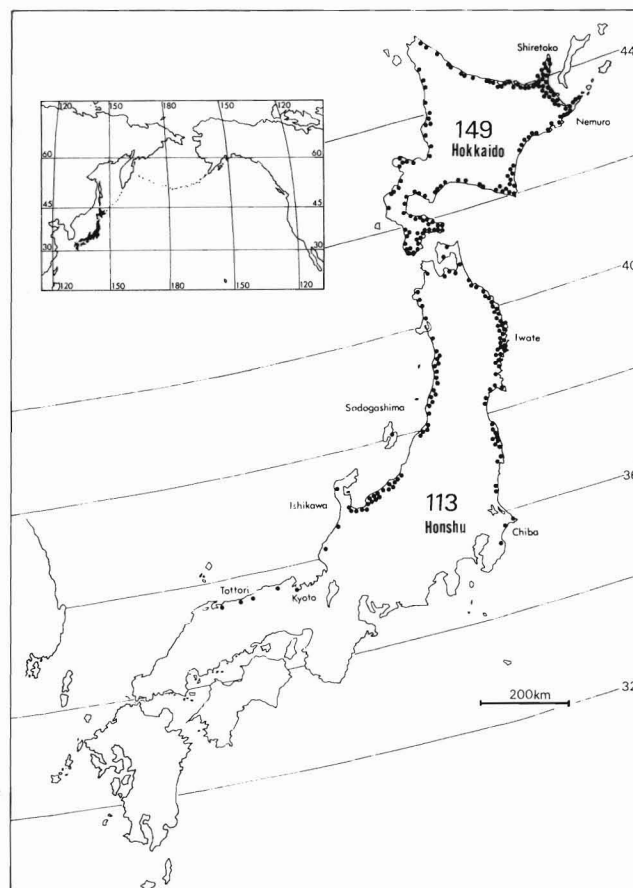 Shiretoko
44
Nemuro
149
Hokkaido
120 150 180 150 120
60 60
45 45
30 30
120 150 180 150 120
40
Iwate
Sadogashima
36
Ishikawa
113
Honshu
Chiba
Tottori
Kyoto
200km
32